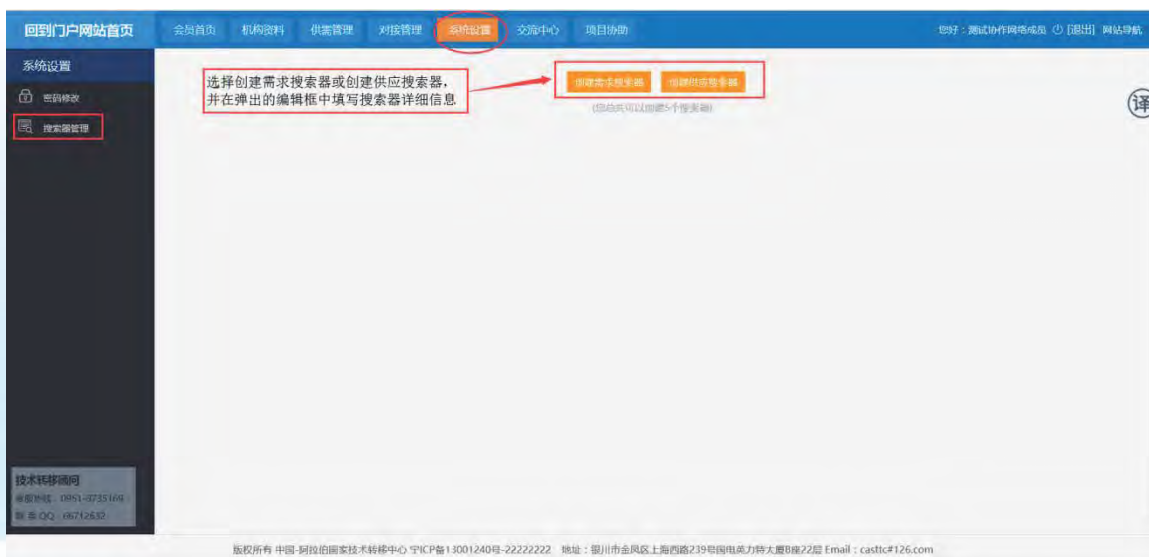 回到门户网站首页 会员首页 机构资料 供需管理 对接管理 系统设置 交流中心 项目协助 您好:测试协作网络成员 [退出] 网站导航
系统设置
密码修改
搜索器管理
选择创建需求搜索器或创建供应搜索器,
并在弹出的编辑框中填写搜索器详细信息
创建需求搜索器 创建供应搜索器
(您总共可以创建5个搜索器)
译
技术转移顾问
版权所有 中国-阿拉伯国家技术转移中心 宁ICP备13001240号-22222222 地址:银川市金凤区上海西路239号国电英力特大厦B座22层 Email:casttc#126.com